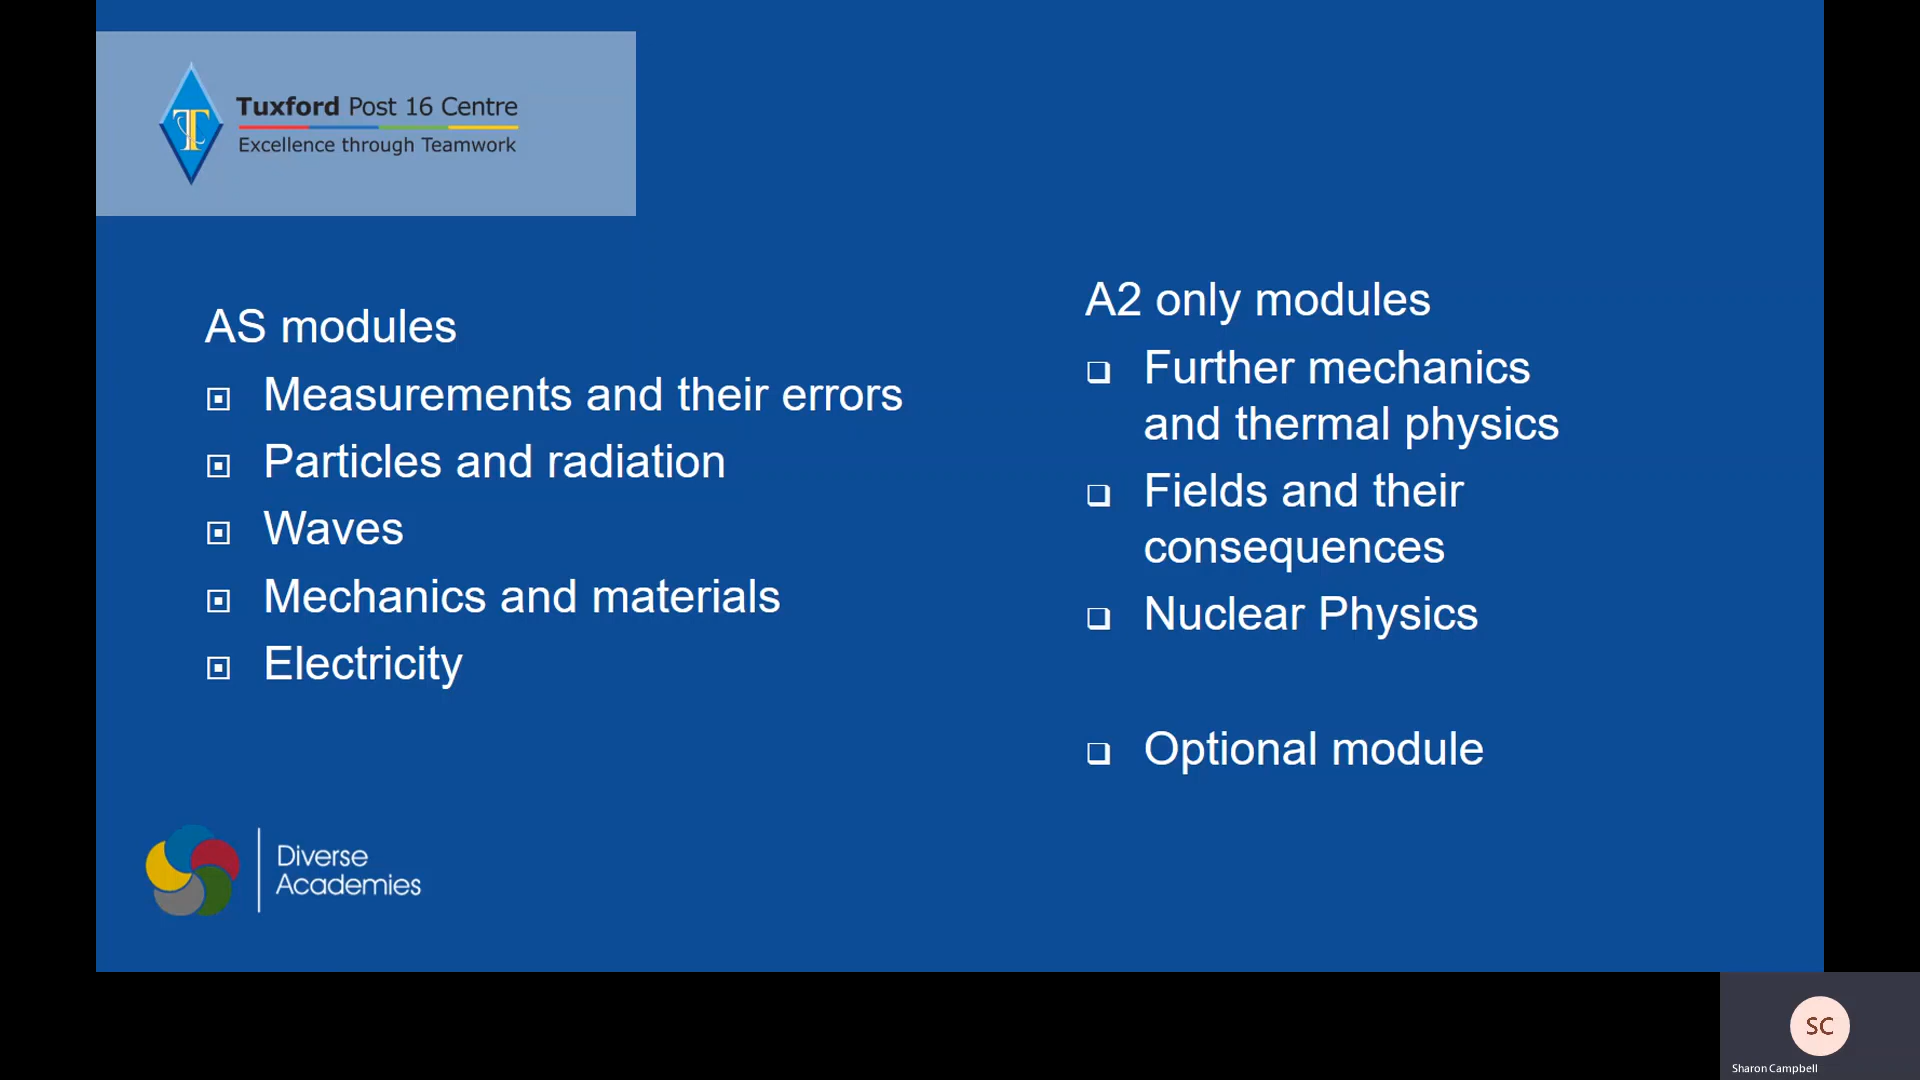 Tuxford Post 16 Centre
Excellence through Teamwork
AS modules
Measurements and their errors
Particles and radiation
Waves
Mechanics and materials
Electricity
A2 only modules
Further mechanics
and thermal physics
Fields and their
consequences
Nuclear Physics
Optional module
Diverse
Academies
SC
Sharon Campbell